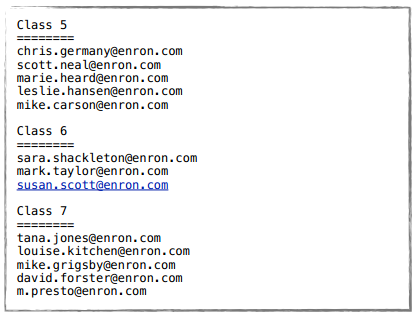 Class 5
========
chris.germany@enron.com
scott.neal@enron.com
marie.heard@enron.com
leslie.hansen@enron.com
mike.carson@enron.com
Class 6
========
sara.shackleton@enron.com
mark.taylor@enron.com
susan.scott@enron.com
Class 7
========
tana.jones@enron.com
louise.kitchen@enron.com
mike.grigsby@enron.com
david.forster@enron.com
m.presto@enron.com